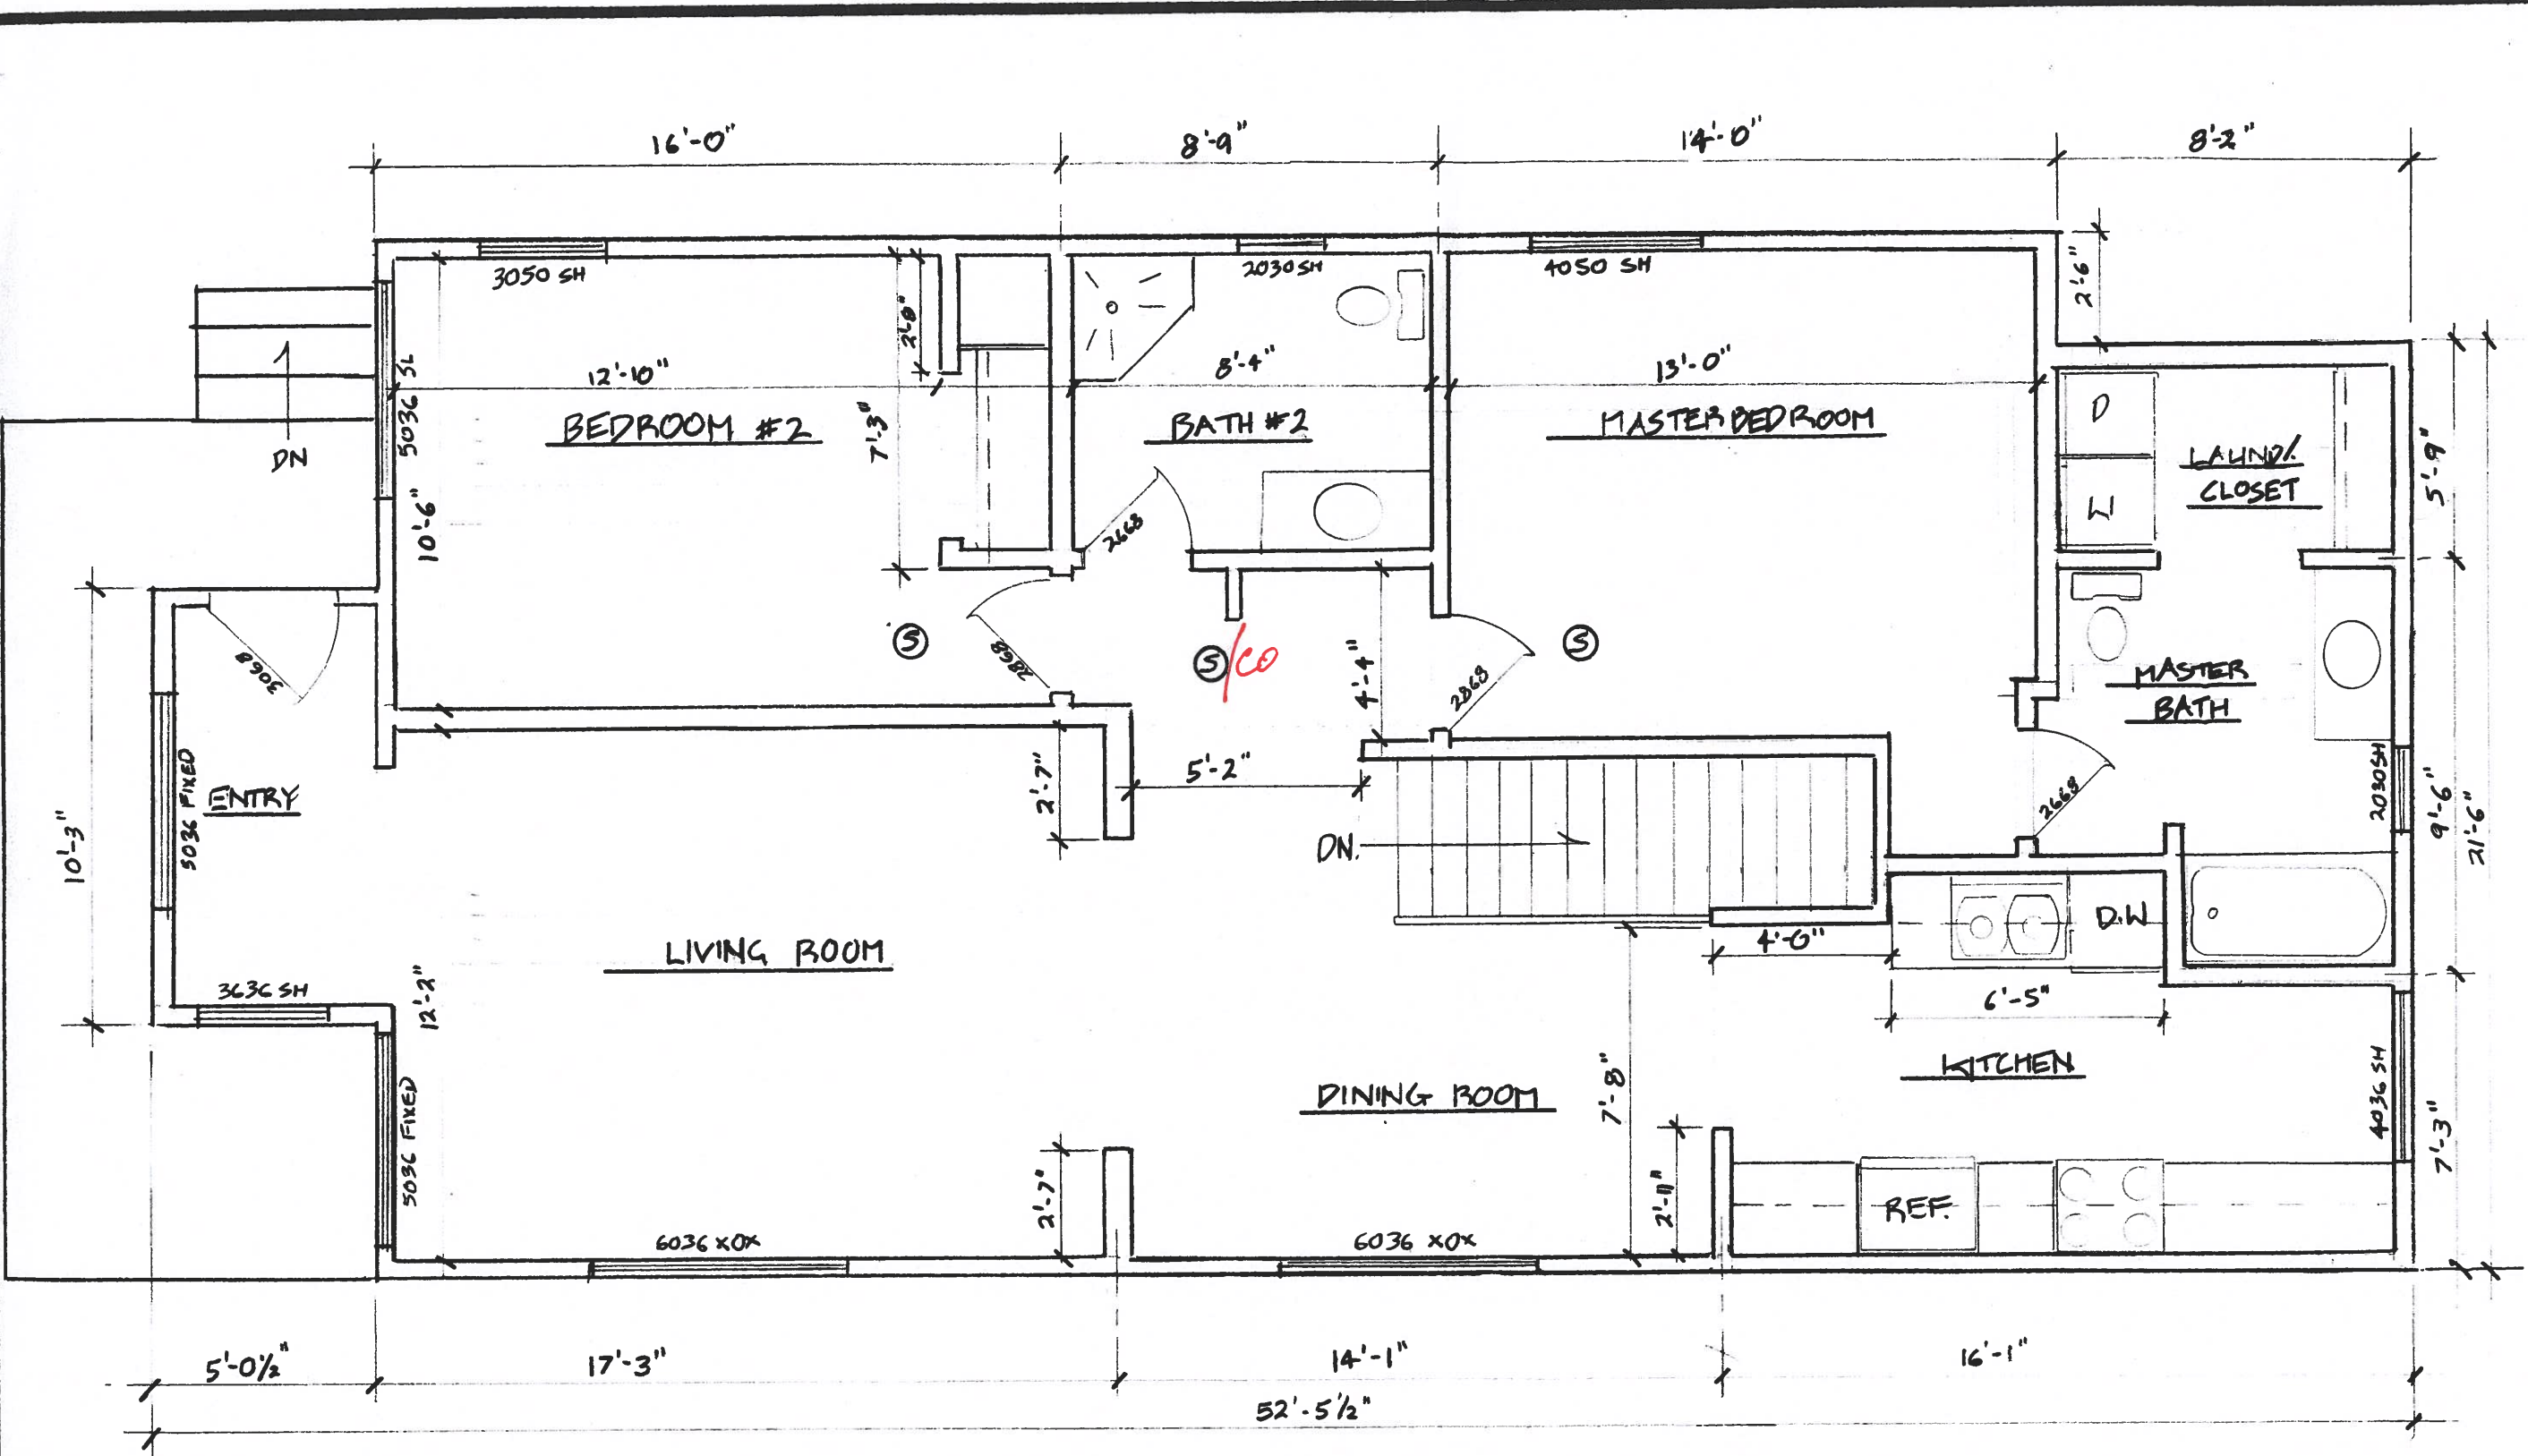 16'-0"
8'-9"
14'-0"
8'-2"
3050 SH
2030 SH
4050 SH
2'-6"
5036 SL
2'-0"
12'-10"
8'-4"
13'-0"
BEDROOM #2
BATH #2
MASTER BEDROOM
D
LAUND/.
CLOSET
W
7'-3"
5'-9"
DN
10'-6"
2668
3068
S
2868
S/CO
4'-4"
2868
S
MASTER
BATH
5036 FIXED
ENTRY
10'-3"
2'-7"
5'-2"
DN.
2668
2030 SH
9'-6"
21'-6"
LIVING ROOM
4'-0"
D.W
3636 SH
12'-2"
6'-5"
KITCHEN
DINING ROOM
7'-8"
4036 SH
7'-3"
5036 FIXED
2'-7"
2'-11"
REF.
6036 XOX
6036 XOX
5'-0½"
17'-3"
14'-1"
16'-1"
52'-5½"